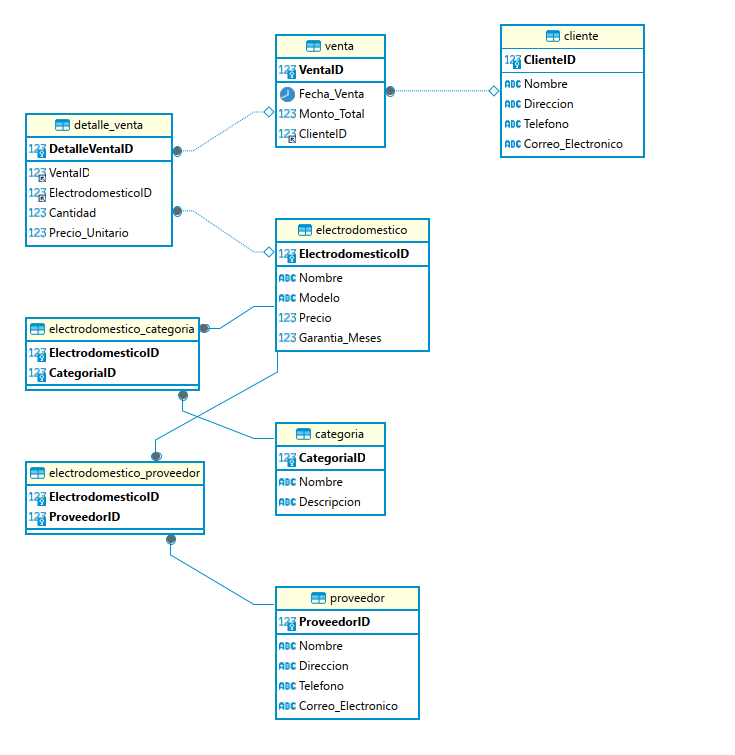 cliente
123 ClienteID
ABC Nombre
ABC Direccion
ABC Telefono
ABC Correo_Electronico
venta
123 VentaID
Fecha_Venta
123 Monto_Total
123 ClienteID
detalle_venta
123 DetalleVentaID
123 VentaID
123 ElectrodomesticoID
123 Cantidad
123 Precio_Unitario
electrodomestico
123 ElectrodomesticoID
ABC Nombre
ABC Modelo
123 Precio
123 Garantia_Meses
electrodomestico_categoria
123 ElectrodomesticoID
123 CategoriaID
categoria
123 CategoriaID
ABC Nombre
ABC Descripcion
electrodomestico_proveedor
123 ElectrodomesticoID
123 ProveedorID
proveedor
123 ProveedorID
ABC Nombre
ABC Direccion
ABC Telefono
ABC Correo_Electronico